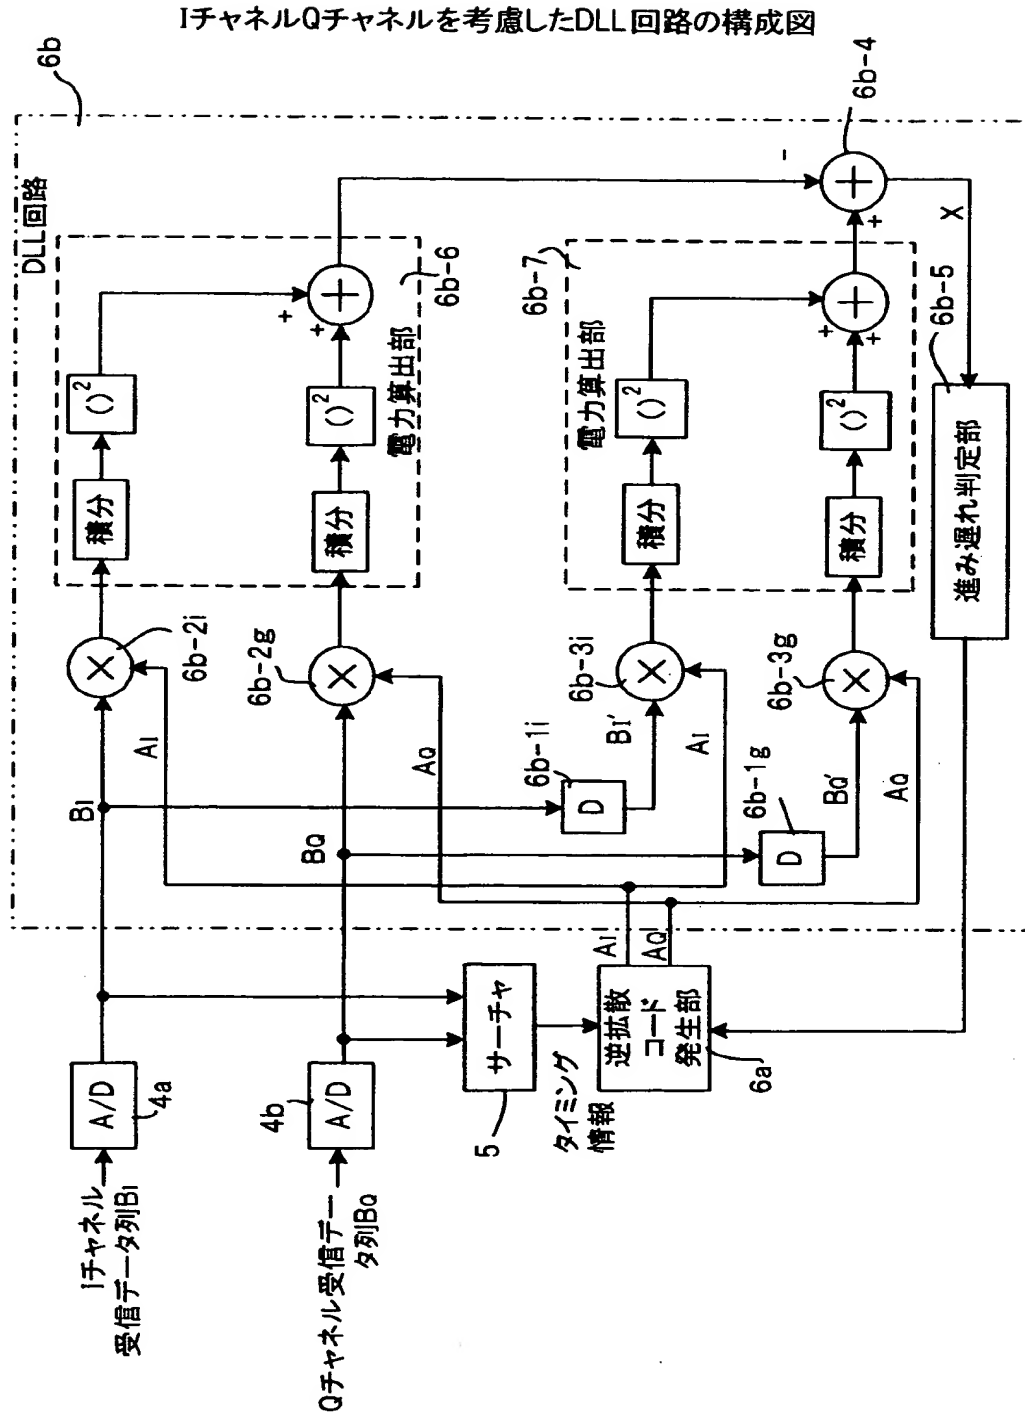 IチャネルQチャネルを考慮したDLL回路の構成図
6b
DLL回路
Iチャネル
受信データ列BI
A/D
4a
BI
AI
6b-2i
積分
( )²
+
+
6b-6
電力算出部
Qチャネル受信デー
タ列BQ
A/D
4b
BQ
AQ
6b-2g
積分
( )²
-
サーチャ
5
タイミング
情報
逆拡散
コード
発生部
6a
AI
AQ
D
6b-1i
BI'
AI
6b-3i
積分
( )²
電力算出部
6b-7
+
+
D
6b-1g
BQ'
AQ
6b-3g
積分
( )²
+
6b-4
X
進み遅れ判定部
6b-5